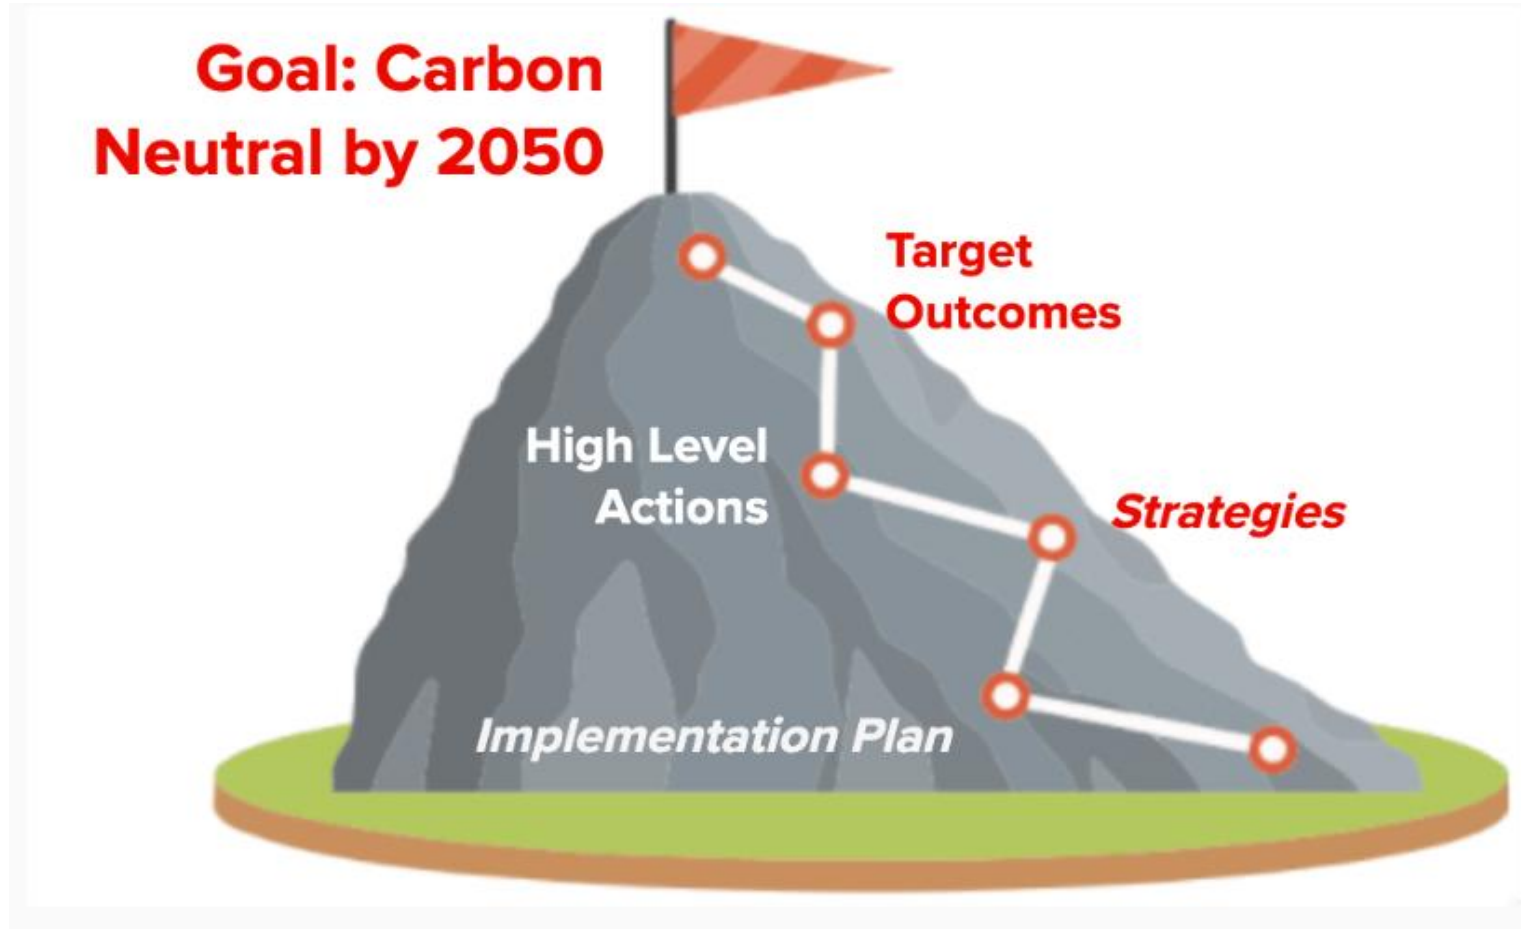 Goal: Carbon
Neutral by 2050
Target
Outcomes
High Level
Actions
Strategies
Implementation Plan